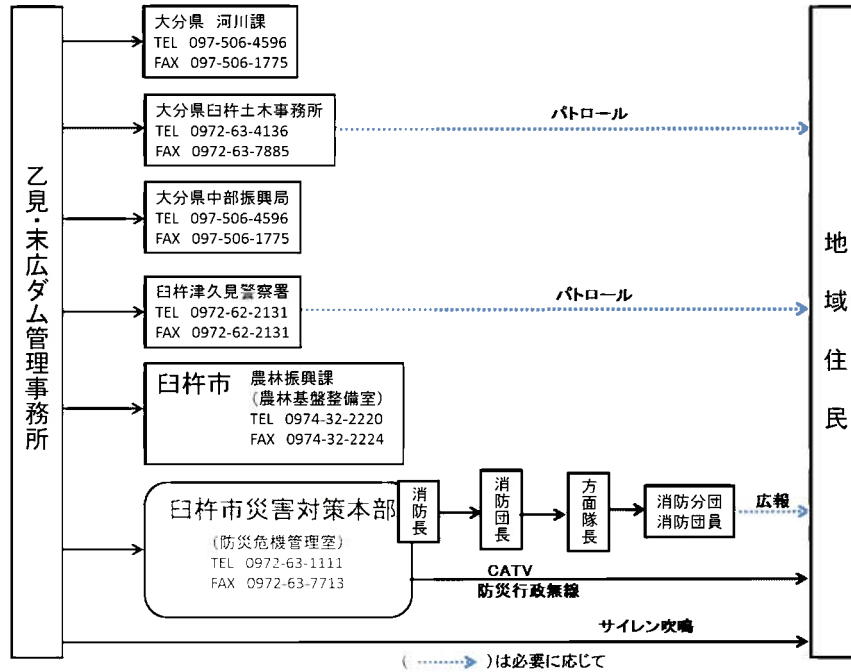 乙見・末広ダム管理事務所
大分県 河川課
TEL 097-506-4596
FAX 097-506-1775
大分県臼杵土木事務所
TEL 0972-63-4136
FAX 0972-63-7885
パトロール
大分県中部振興局
TEL 097-506-4596
FAX 097-506-1775
臼杵津久見警察署
TEL 0972-62-2131
FAX 0972-62-2131
パトロール
臼杵市 農林振興課
(農林基盤整備室)
TEL 0974-32-2220
FAX 0974-32-2224
臼杵市災害対策本部
(防災危機管理室)
TEL 0972-63-1111
FAX 0972-63-7713
消防長
消防団長
方面隊長
消防分団
消防団員
広報
CATV
防災行政無線
サイレン吹鳴
地域住民
( ········> )は必要に応じて